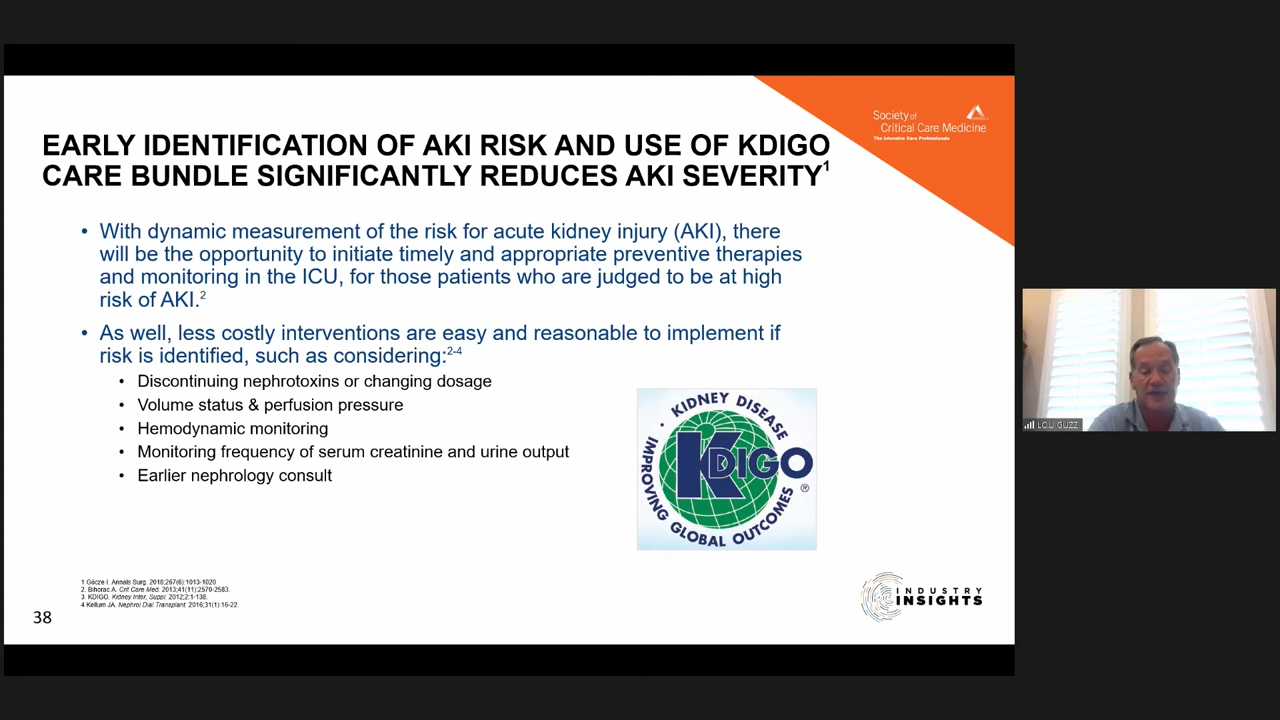 Society of
Critical Care Medicine
The Intensive Care Professionals
EARLY IDENTIFICATION OF AKI RISK AND USE OF KDIGO
CARE BUNDLE SIGNIFICANTLY REDUCES AKI SEVERITY1
• With dynamic measurement of the risk for acute kidney injury (AKI), there
will be the opportunity to initiate timely and appropriate preventive therapies
and monitoring in the ICU, for those patients who are judged to be at high
risk of AKI.2
• As well, less costly interventions are easy and reasonable to implement if
risk is identified, such as considering:2-4
• Discontinuing nephrotoxins or changing dosage
• Volume status & perfusion pressure
• Hemodynamic monitoring
• Monitoring frequency of serum creatinine and urine output
• Earlier nephrology consult
KIDNEY DISEASE
KDIGO
IMPROVING GLOBAL OUTCOMES
®
LOU GUZZ
1 Göcze I. Annals Surg. 2018;267(6):1013-1020
2. Bihorac A. Crit Care Med. 2013;41(11):2570-2583.
3. KDIGO. Kidney Inter, Suppl. 2012;2:1-138.
4 Kellum JA. Nephrol Dial Transplant. 2016;31(1):16-22.
38
INDUSTRY
INSIGHTS